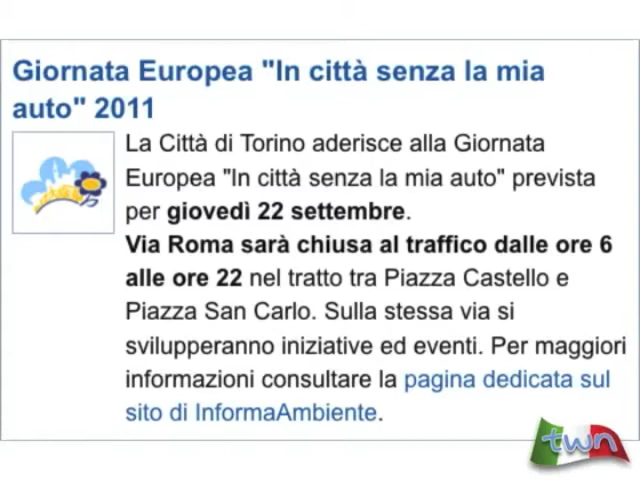 Giornata Europea "In città senza la mia
auto" 2011
La Città di Torino aderisce alla Giornata
Europea "In città senza la mia auto" prevista
per giovedì 22 settembre.
Via Roma sarà chiusa al traffico dalle ore 6
alle ore 22 nel tratto tra Piazza Castello e
Piazza San Carlo. Sulla stessa via si
svilupperanno iniziative ed eventi. Per maggiori
informazioni consultare la pagina dedicata sul
sito di InformaAmbiente.
twn